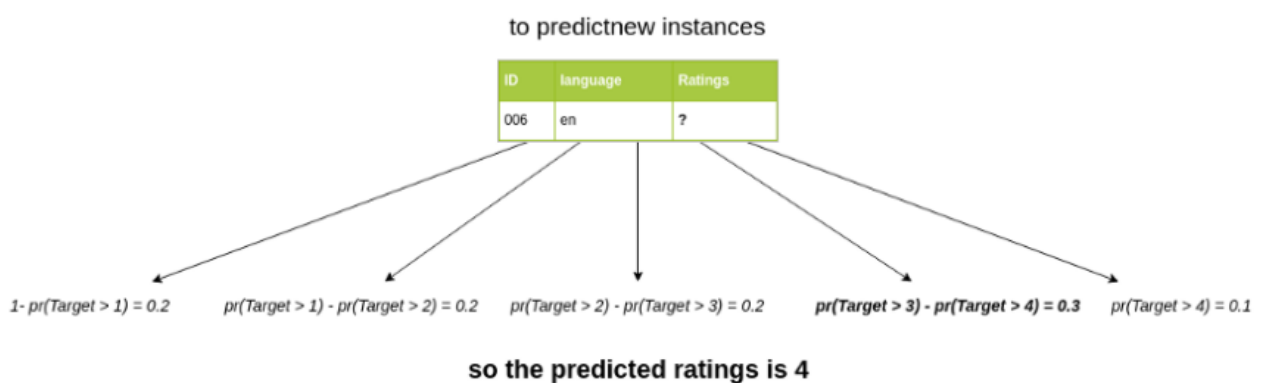 to predictnew instances
ID language Ratings
006 en ?
1- pr(Target > 1) = 0.2 pr(Target > 1) - pr(Target > 2) = 0.2 pr(Target > 2) - pr(Target > 3) = 0.2 pr(Target > 3) - pr(Target > 4) = 0.3 pr(Target > 4) = 0.1
so the predicted ratings is 4